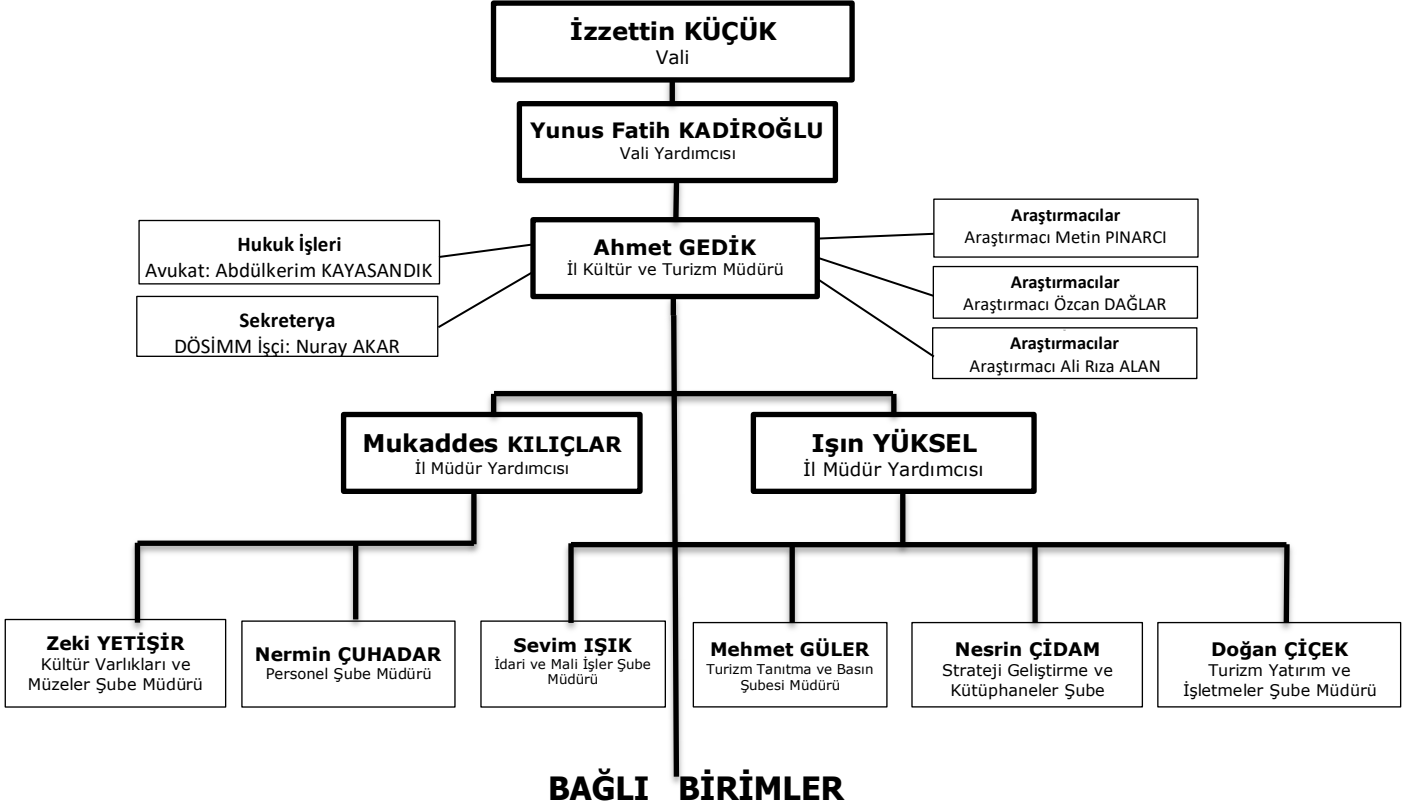 İzzettin KÜÇÜK
Vali
Yunus Fatih KADİROĞLU
Vali Yardımcısı
Hukuk İşleri
Avukat: Abdülkerim KAYASANDIK
Sekreterya
DÖSİMM İşçi: Nuray AKAR
Ahmet GEDİK
İl Kültür ve Turizm Müdürü
Araştırmacılar
Araştırmacı Metin PINARCI
Araştırmacılar
Araştırmacı Özcan DAĞLAR
Araştırmacılar
Araştırmacı Ali Rıza ALAN
Mukaddes KILIÇLAR
İl Müdür Yardımcısı
Işın YÜKSEL
İl Müdür Yardımcısı
Zeki YETİŞİR
Kültür Varlıkları ve
Müzeler Şube Müdürü
Nermin ÇUHADAR
Personel Şube Müdürü
Sevim IŞIK
İdari ve Mali İşler Şube
Müdürü
Mehmet GÜLER
Turizm Tanıtma ve Basın
Şubesi Müdürü
Nesrin ÇİDAM
Strateji Geliştirme ve
Kütüphaneler Şube
Doğan ÇİÇEK
Turizm Yatırım ve
İşletmeler Şube Müdürü
BAĞLI BİRİMLER